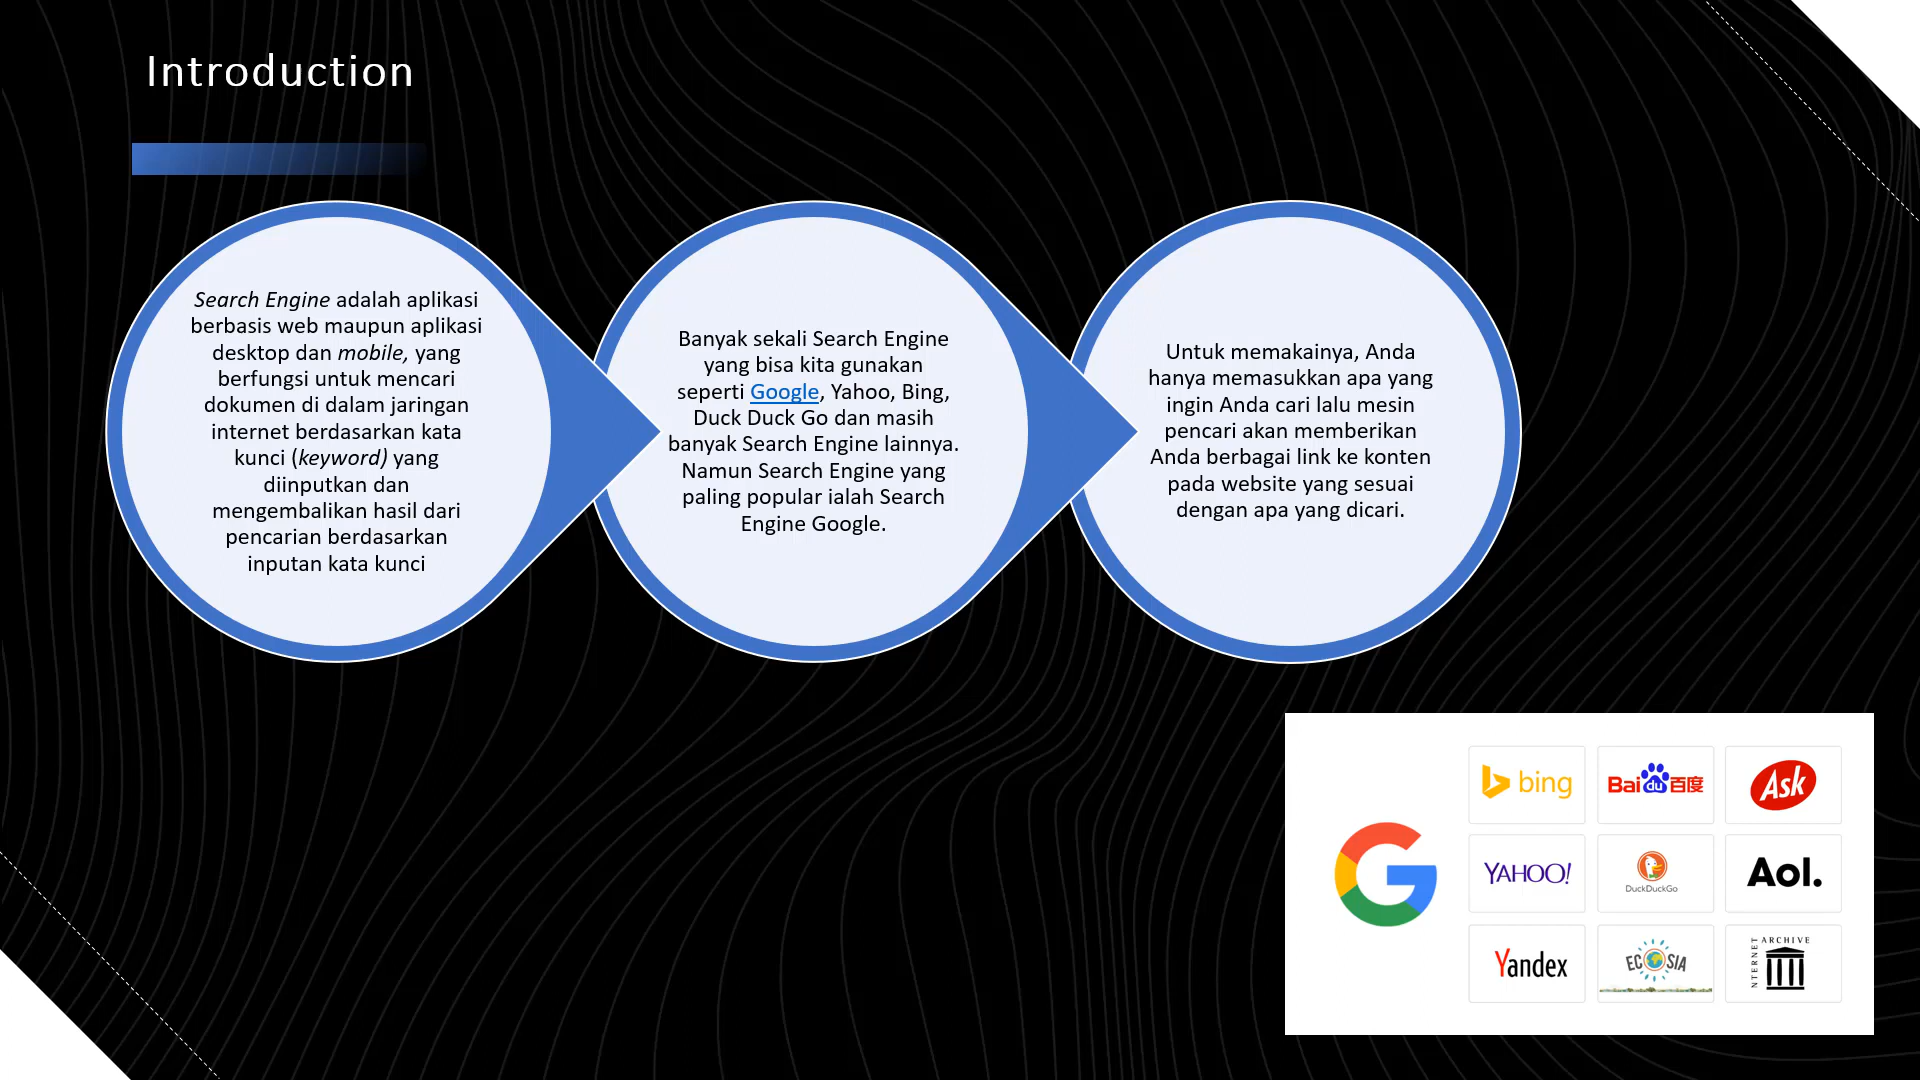 Introduction
Search Engine adalah aplikasi
berbasis web maupun aplikasi
desktop dan mobile, yang
berfungsi untuk mencari
dokumen di dalam jaringan
internet berdasarkan kata
kunci (keyword) yang
diinputkan dan
mengembalikan hasil dari
pencarian berdasarkan
inputan kata kunci
Banyak sekali Search Engine
yang bisa kita gunakan
seperti Google, Yahoo, Bing,
Duck Duck Go dan masih
banyak Search Engine lainnya.
Namun Search Engine yang
paling popular ialah Search
Engine Google.
Untuk memakainya, Anda
hanya memasukkan apa yang
ingin Anda cari lalu mesin
pencari akan memberikan
Anda berbagai link ke konten
pada website yang sesuai
dengan apa yang dicari.
G
bing
Baidu百度
Ask
YAHOO!
DuckDuckGo
Aol.
Yandex
ECOSIA
INTERNET ARCHIVE